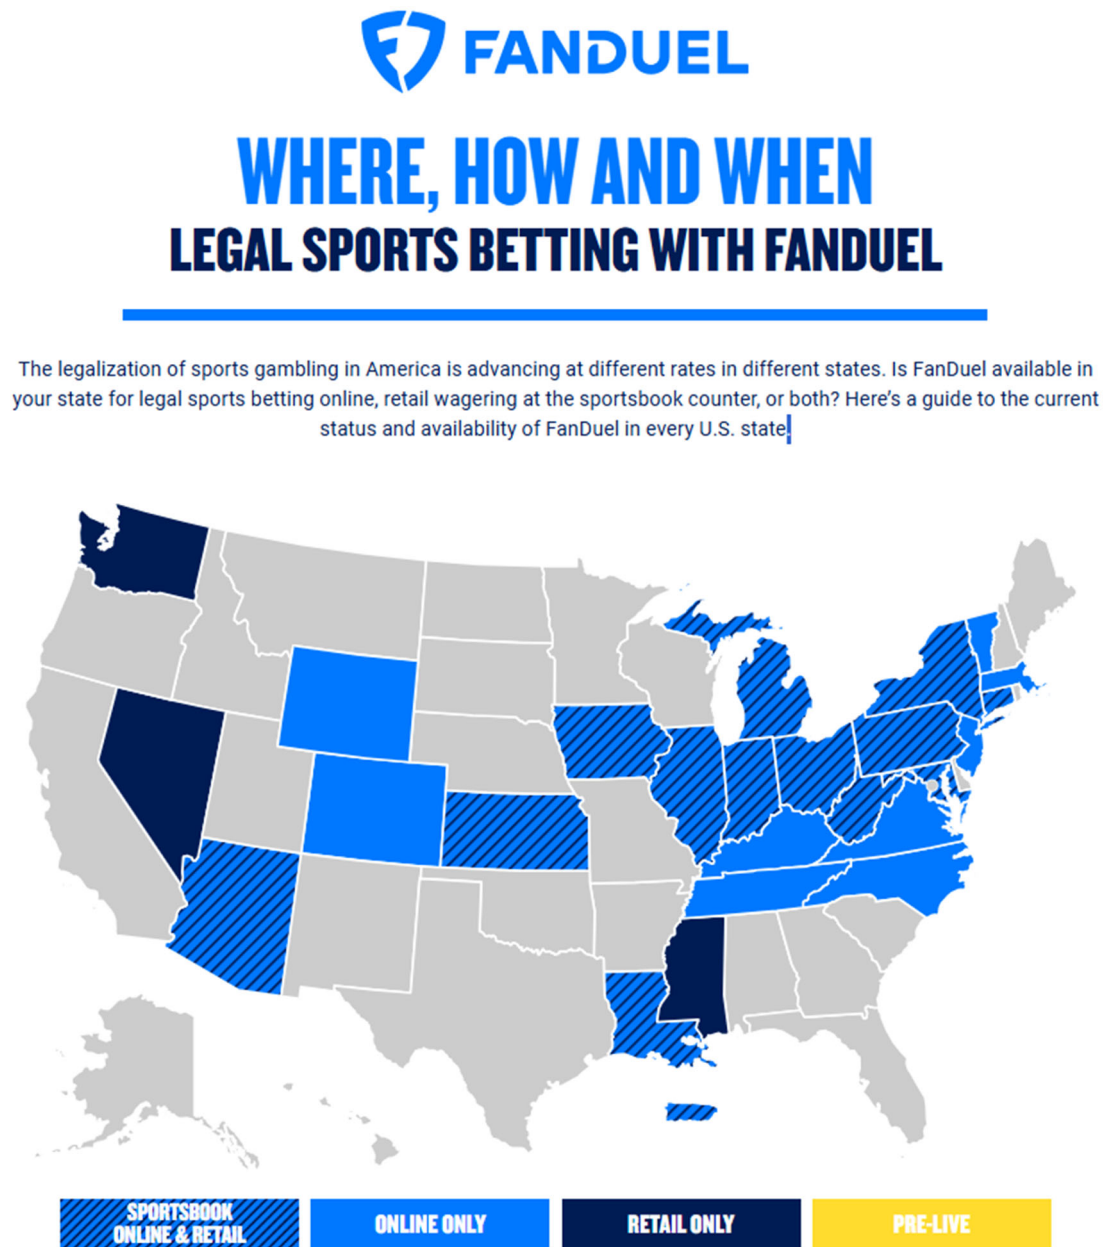 FANDUEL
WHERE, HOW AND WHEN
LEGAL SPORTS BETTING WITH FANDUEL
The legalization of sports gambling in America is advancing at different rates in different states. Is FanDuel available in
your state for legal sports betting online, retail wagering at the sportsbook counter, or both? Here’s a guide to the current
status and availability of FanDuel in every U.S. state.
SPORTSBOOK
ONLINE & RETAIL
ONLINE ONLY
RETAIL ONLY
PRE-LIVE